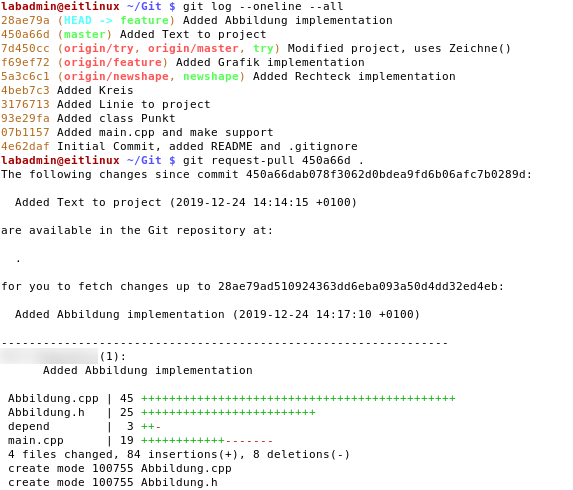 labadmin@eitlinux ~/Git $ git log --oneline --all
28ae79a (HEAD -> feature) Added Abbildung implementation
450a66d (master) Added Text to project
7d450cc (origin/try, origin/master, try) Modified project, uses Zeichne()
f69ef72 (origin/feature) Added Grafik implementation
5a3c6c1 (origin/newshape, newshape) Added Rechteck implementation
4beb7c3 Added Kreis
3176713 Added Linie to project
93e29fa Added class Punkt
07b1157 Added main.cpp and make support
4e62daf Initial Commit, added README and .gitignore
labadmin@eitlinux ~/Git $ git request-pull 450a66d .
The following changes since commit 450a66dab078f3062d0bdea9fd6b06afc7b0289d:
Added Text to project (2019-12-24 14:14:15 +0100)
are available in the Git repository at:
.
for you to fetch changes up to 28ae79ad510924363dd6eba093a50d4dd32ed4eb:
Added Abbildung implementation (2019-12-24 14:17:10 +0100)
----------------------------------------------------------------
(1):
Added Abbildung implementation
Abbildung.cpp | 45 +++++++++++++++++++++++++++++++++++++++++++++
Abbildung.h   | 25 +++++++++++++++++++++++++
depend        |  3 ++-
main.cpp      | 19 ++++++++++++-------
4 files changed, 84 insertions(+), 8 deletions(-)
create mode 100755 Abbildung.cpp
create mode 100755 Abbildung.h